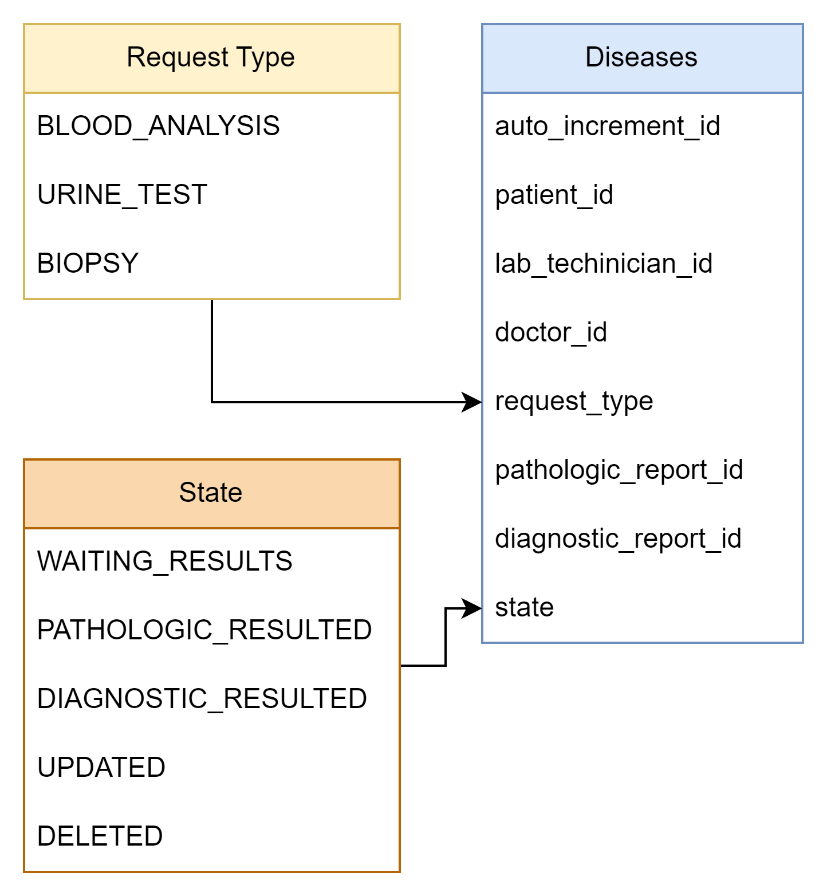 Request Type
BLOOD_ANALYSIS
URINE_TEST
BIOPSY
Diseases
auto_increment_id
patient_id
lab_techinician_id
doctor_id
request_type
pathologic_report_id
diagnostic_report_id
state
State
WAITING_RESULTS
PATHOLOGIC_RESULTED
DIAGNOSTIC_RESULTED
UPDATED
DELETED